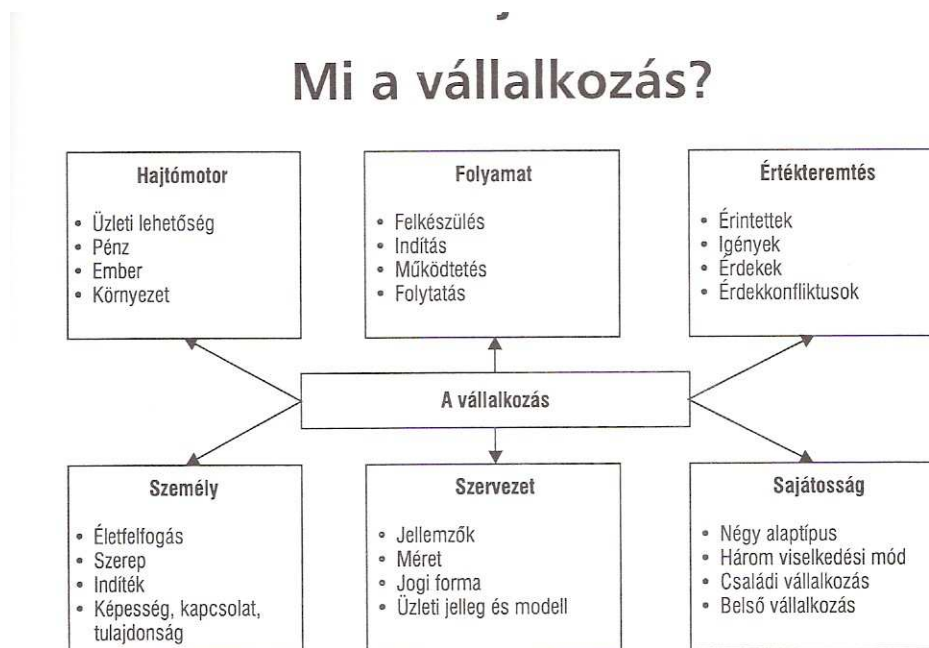 Mi a vállalkozás?
Hajtómotor
• Üzleti lehetőség
• Pénz
• Ember
• Környezet
Folyamat
• Felkészülés
• Indítás
• Működtetés
• Folytatás
Értékteremtés
• Érintettek
• Igények
• Érdekek
• Érdekkonfliktusok
A vállalkozás
Személy
• Életfelfogás
• Szerep
• Indíték
• Képesség, kapcsolat,
tulajdonság
Szervezet
• Jellemzők
• Méret
• Jogi forma
• Üzleti jelleg és modell
Sajátosság
• Négy alaptípus
• Három viselkedési mód
• Családi vállalkozás
• Belső vállalkozás